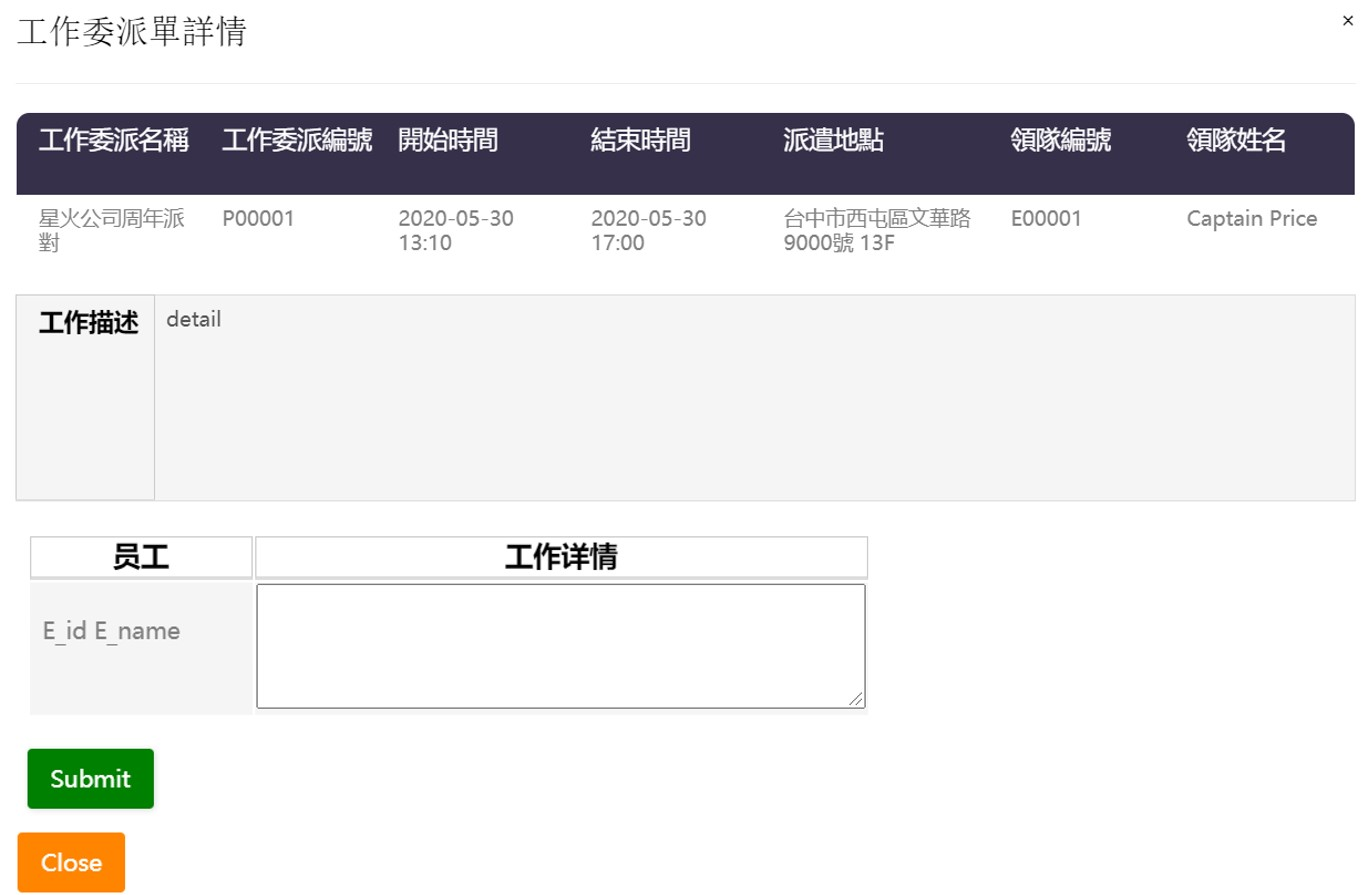 工作委派單詳情
×
工作委派名稱 工作委派編號 開始時間 結束時間 派遣地點 領隊編號 領隊姓名
星火公司周年派 P00001 2020-05-30 2020-05-30 台中市西屯區文華路 E00001 Captain Price
對 13:10 17:00 9000號 13F
工作描述 detail
员工 工作详情
E_id E_name
Submit
Close